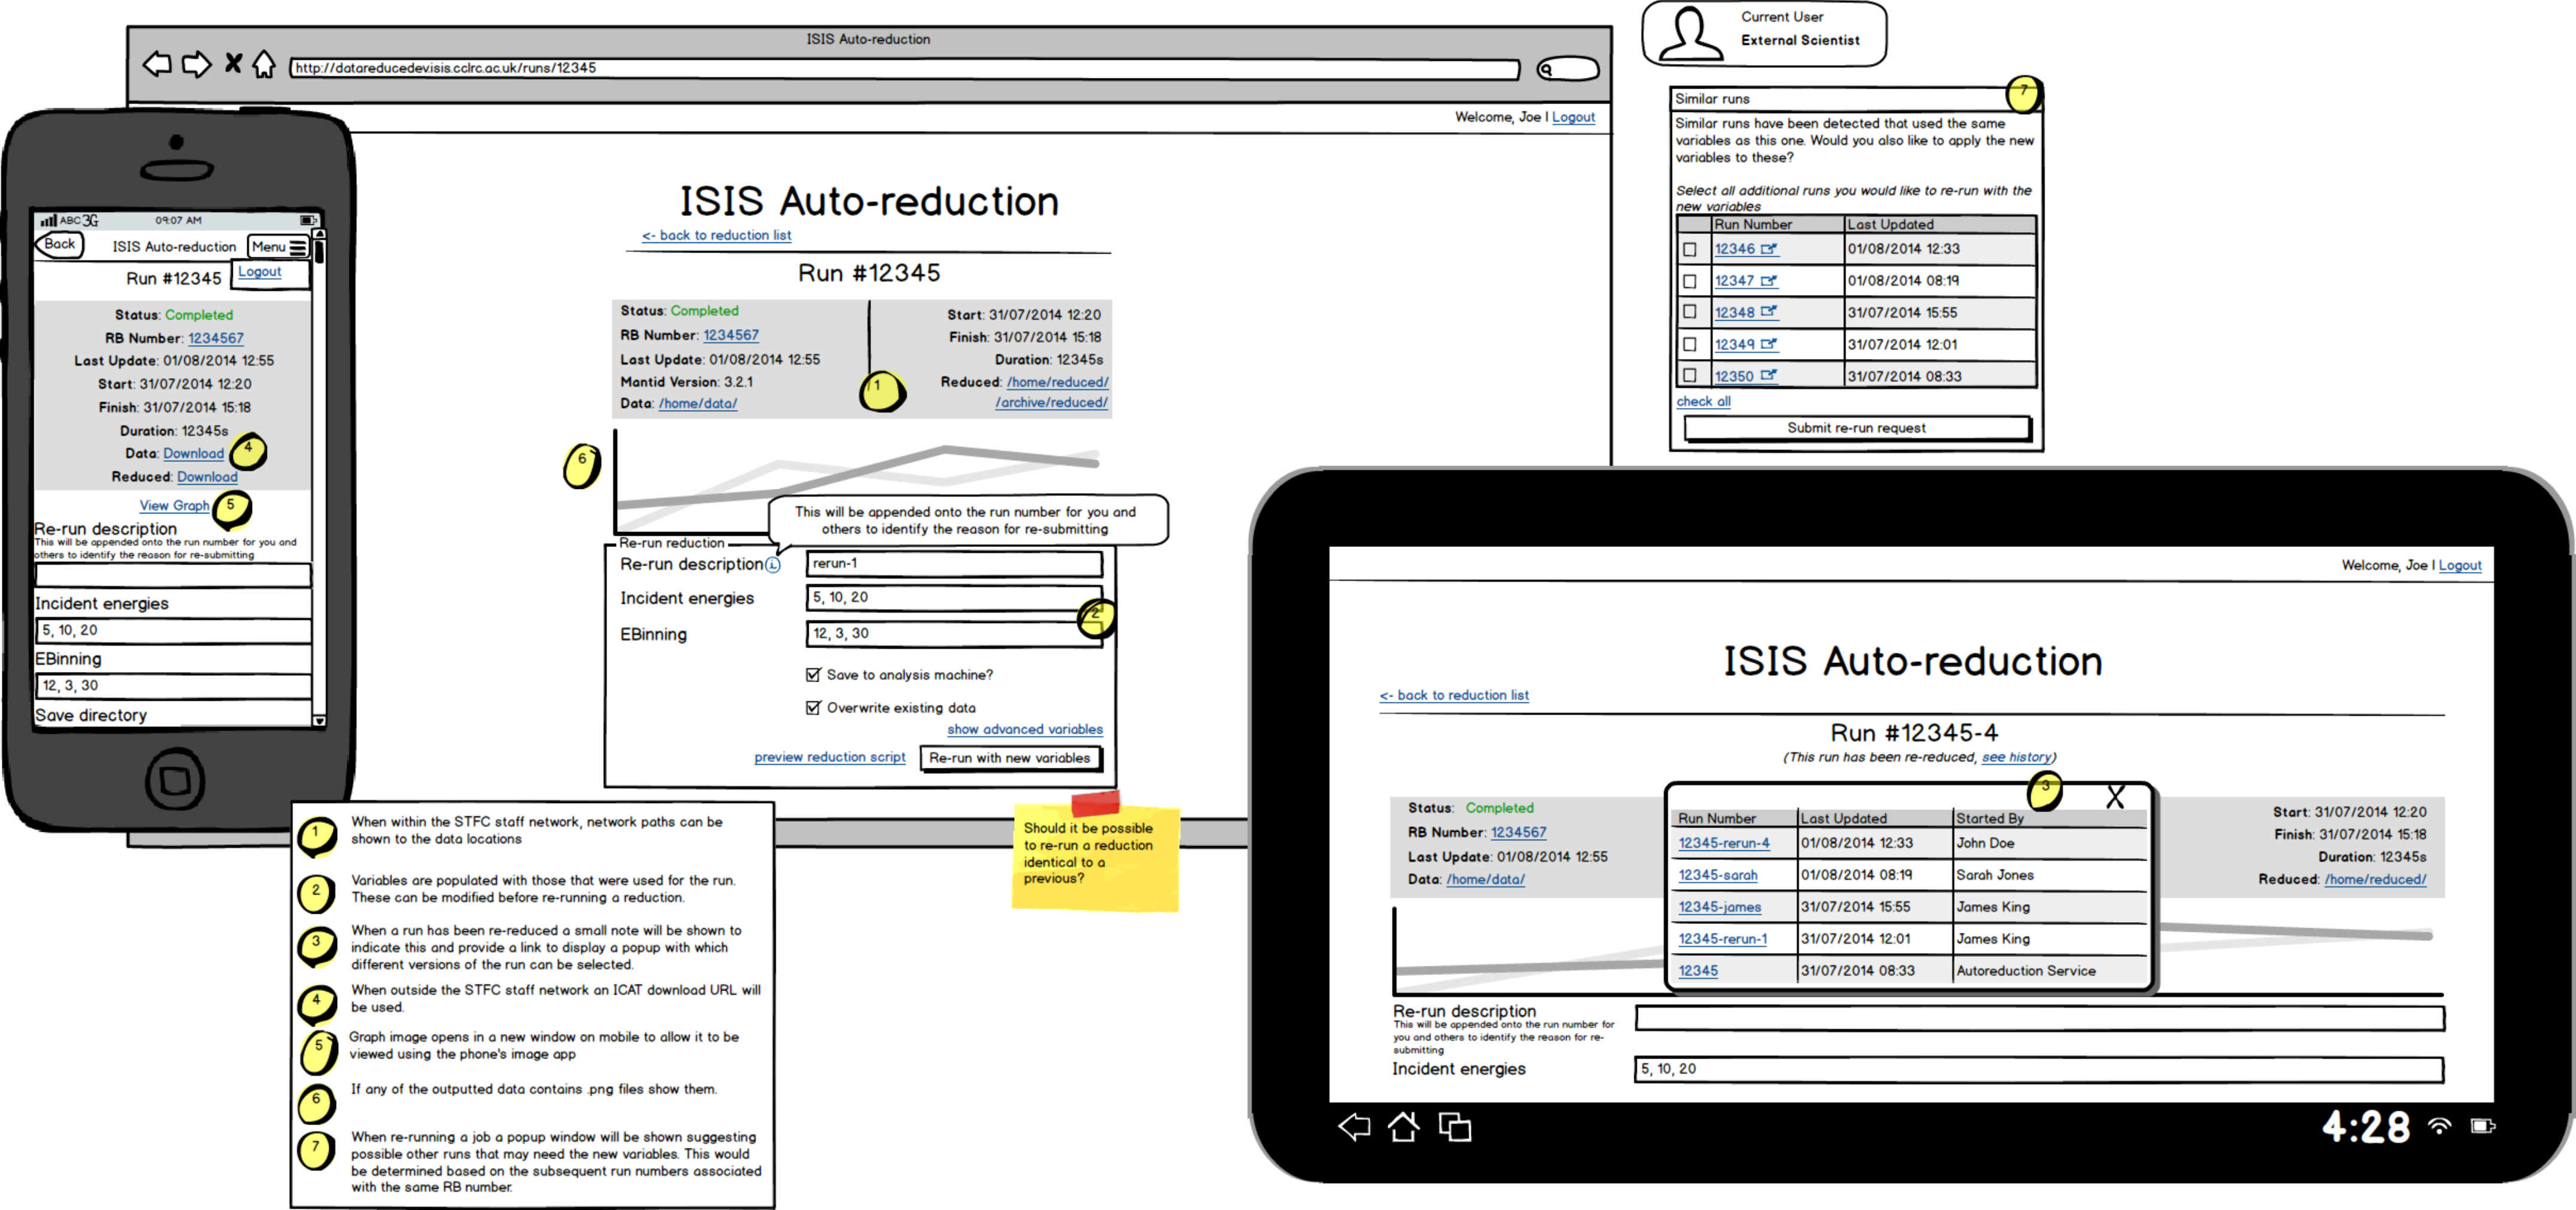 ISIS Auto-reduction
http://datareducedev.isis.cclrc.ac.uk/runs/12345
Welcome, Joe | Logout
ISIS Auto-reduction
<- back to reduction list
Run #12345
Status: Completed
RB Number: 1234567
Last Update: 01/08/2014 12:55
Mantid Version: 3.2.1
Data: /home/data/
1
Start: 31/07/2014 12:20
Finish: 31/07/2014 15:18
Duration: 12345s
Reduced: /home/reduced/
/archive/reduced/
6
This will be appended onto the run number for you and
others to identify the reason for re-submitting
Re-run reduction
Re-run description i
rerun-1
Incident energies
5, 10, 20
2
EBinning
12, 3, 30
Save to analysis machine?
Overwrite existing data
show advanced variables
preview reduction script
Re-run with new variables
ABC 3G
09:07 AM
Back
ISIS Auto-reduction
Menu
Run #12345
Logout
Status: Completed
RB Number: 1234567
Last Update: 01/08/2014 12:55
Start: 31/07/2014 12:20
Finish: 31/07/2014 15:18
Duration: 12345s
Data: Download
4
Reduced: Download
View Graph
5
Re-run description
This will be appended onto the run number for you and
others to identify the reason for re-submitting
Incident energies
5, 10, 20
EBinning
12, 3, 30
Save directory
1
When within the STFC staff network, network paths can be
shown to the data locations
2
Variables are populated with those that were used for the run.
These can be modified before re-running a reduction.
3
When a run has been re-reduced a small note will be shown to
indicate this and provide a link to display a popup with which
different versions of the run can be selected.
4
When outside the STFC staff network an ICAT download URL will
be used.
5
Graph image opens in a new window on mobile to allow it to be
viewed using the phone's image app
6
If any of the outputted data contains .png files show them.
7
When re-running a job a popup window will be shown suggesting
possible other runs that may need the new variables. This would
be determined based on the subsequent run numbers associated
with the same RB number.
Should it be possible
to re-run a reduction
identical to a
previous?
Current User
External Scientist
Similar runs
7
Similar runs have been detected that used the same
variables as this one. Would you also like to apply the new
variables to these?
Select all additional runs you would like to re-run with the
new variables
Run Number Last Updated
12346 01/08/2014 12:33
12347 01/08/2014 08:19
12348 31/07/2014 15:55
12349 31/07/2014 12:01
12350 31/07/2014 08:33
check all
Submit re-run request
Welcome, Joe | Logout
ISIS Auto-reduction
<- back to reduction list
Run #12345-4
(This run has been re-reduced, see history)
Status: Completed
RB Number: 1234567
Last Update: 01/08/2014 12:55
Data: /home/data/
3
X
Run Number Last Updated Started By
12345-rerun-4 01/08/2014 12:33 John Doe
12345-sarah 01/08/2014 08:19 Sarah Jones
12345-james 31/07/2014 15:55 James King
12345-rerun-1 31/07/2014 12:01 James King
12345 31/07/2014 08:33 Autoreduction Service
Start: 31/07/2014 12:20
Finish: 31/07/2014 15:18
Duration: 12345s
Reduced: /home/reduced/
Re-run description
This will be appended onto the run number for
you and others to identify the reason for re-
submitting
Incident energies
5, 10, 20
4:28